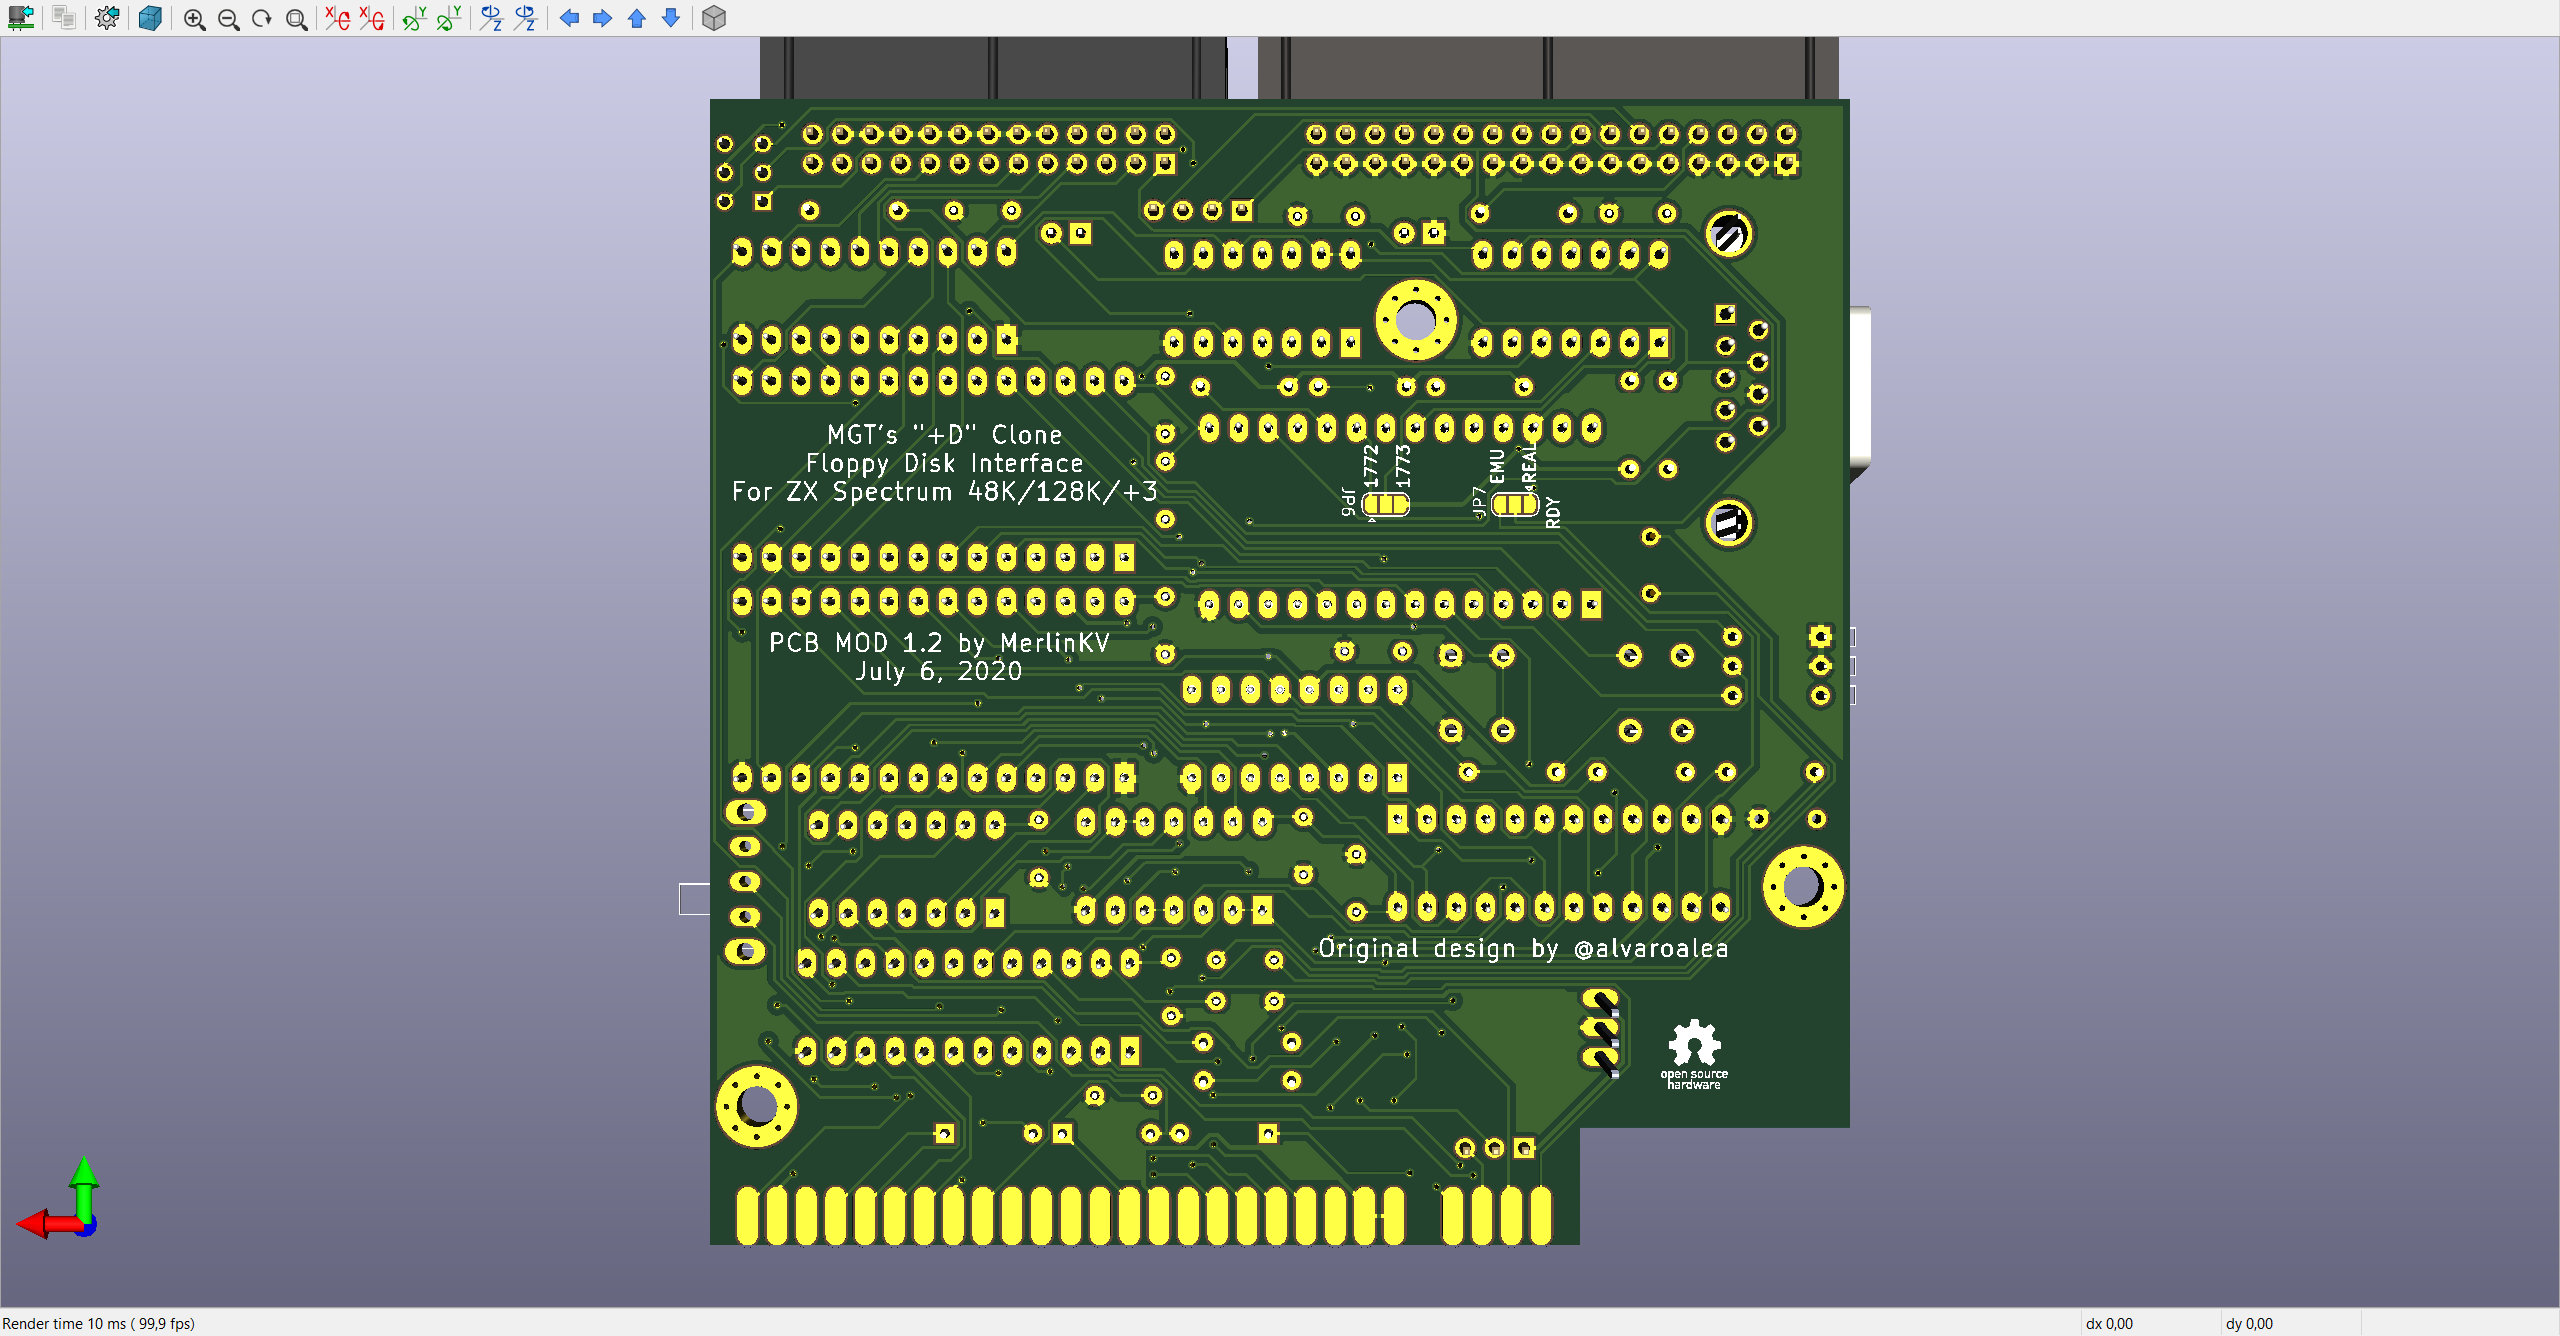 MGT's "+D" Clone
Floppy Disk Interface
For ZX Spectrum 48K/128K/+3
1772
1773
JP6
EMU
REAL
JP7
RDY
PCB MOD 1.2 by MerlinKV
July 6, 2020
Original design by @alvaroalea
open source
hardware
Render time 10 ms ( 99,9 fps)
dx 0,00
dy 0,00